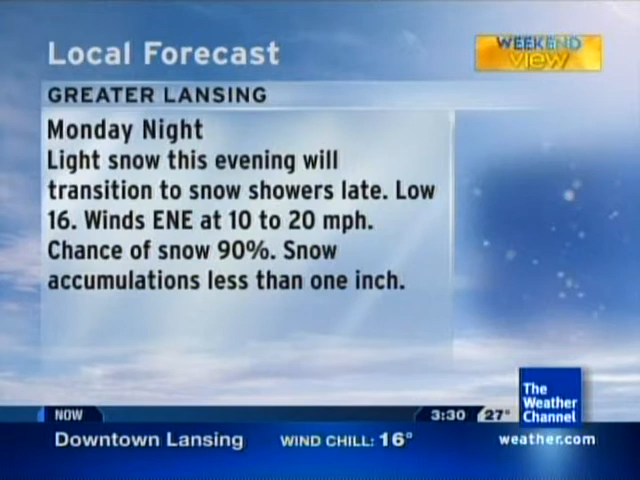 Local Forecast
WEEKEND
view
GREATER LANSING
Monday Night
Light snow this evening will
transition to snow showers late. Low
16. Winds ENE at 10 to 20 mph.
Chance of snow 90%. Snow
accumulations less than one inch.
The
Weather
Channel
NOW
3:30 27°
Downtown Lansing WIND CHILL: 16° weather.com